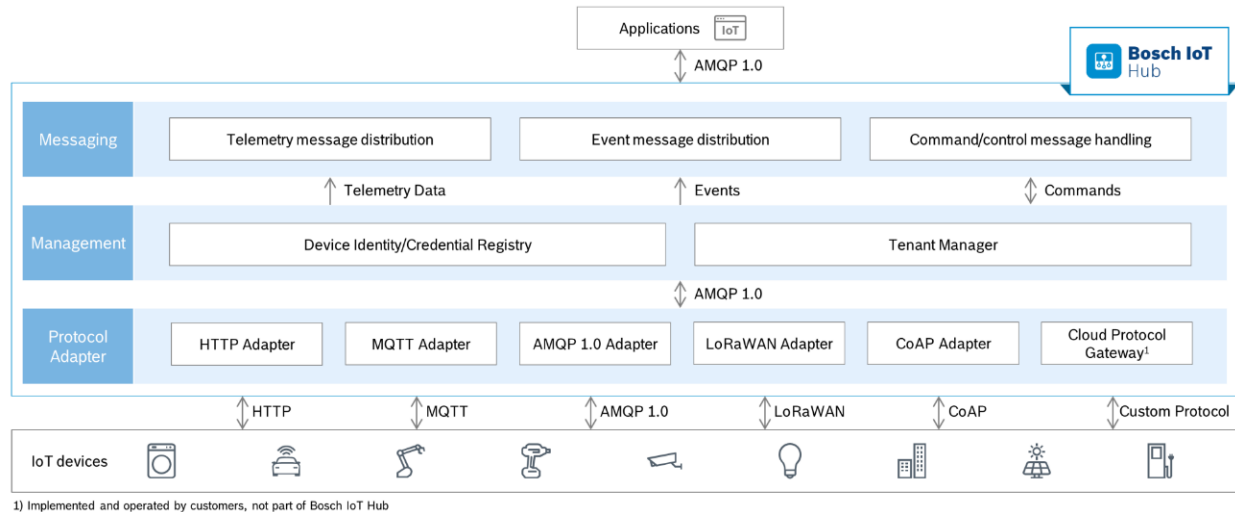 Applications
IoT
AMQP 1.0
Bosch IoT
Hub
Messaging
Telemetry message distribution
Event message distribution
Command/control message handling
Telemetry Data
Events
Commands
Management
Device Identity/Credential Registry
Tenant Manager
AMQP 1.0
Protocol
Adapter
HTTP Adapter
MQTT Adapter
AMQP 1.0 Adapter
LoRaWAN Adapter
CoAP Adapter
Cloud Protocol
Gateway¹
HTTP
MQTT
AMQP 1.0
LoRaWAN
CoAP
Custom Protocol
IoT devices
1) Implemented and operated by customers, not part of Bosch IoT Hub